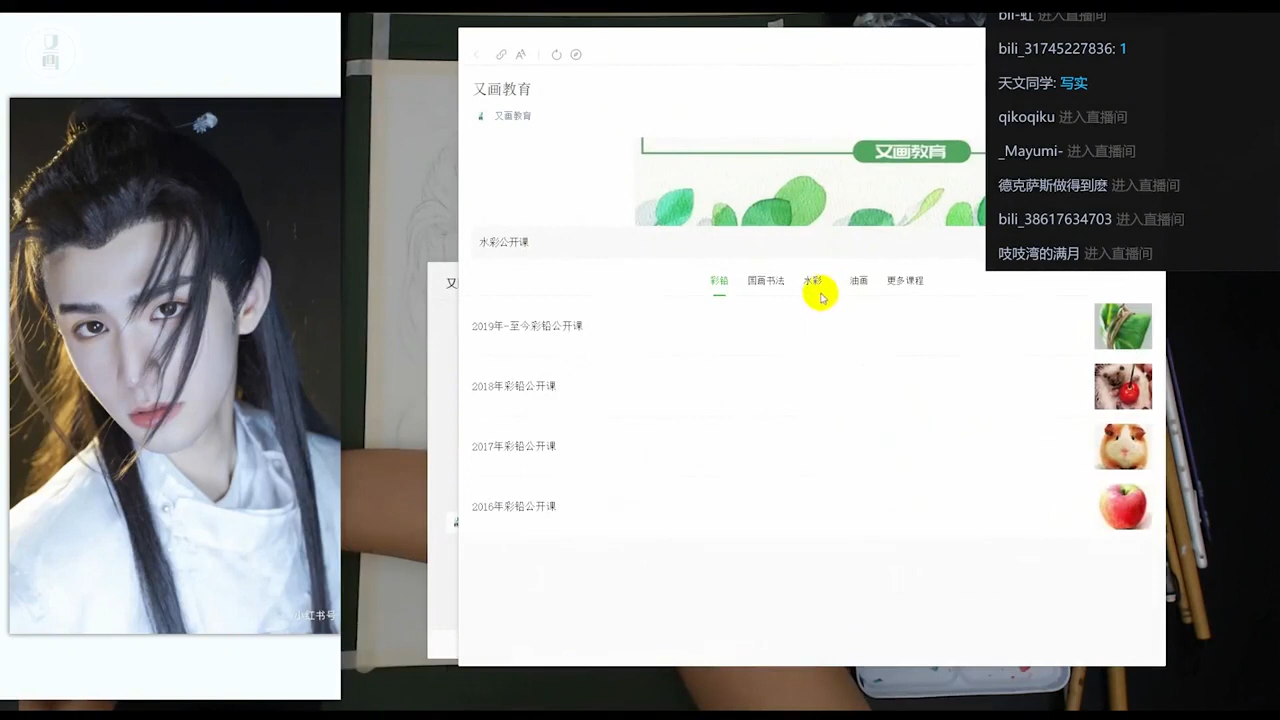 又画
小红书号
又画教育
又画教育
又画教育
水彩公开课
彩铅 国画书法 水彩 油画 更多课程
2019年-至今彩铅公开课
2018年彩铅公开课
2017年彩铅公开课
2016年彩铅公开课
又
bili-虹 进入直播间
bili_31745227836: 1
天文同学: 写实
qikoqiku 进入直播间
_Mayumi- 进入直播间
德克萨斯做得到麽 进入直播间
bili_38617634703 进入直播间
吱吱湾的满月 进入直播间